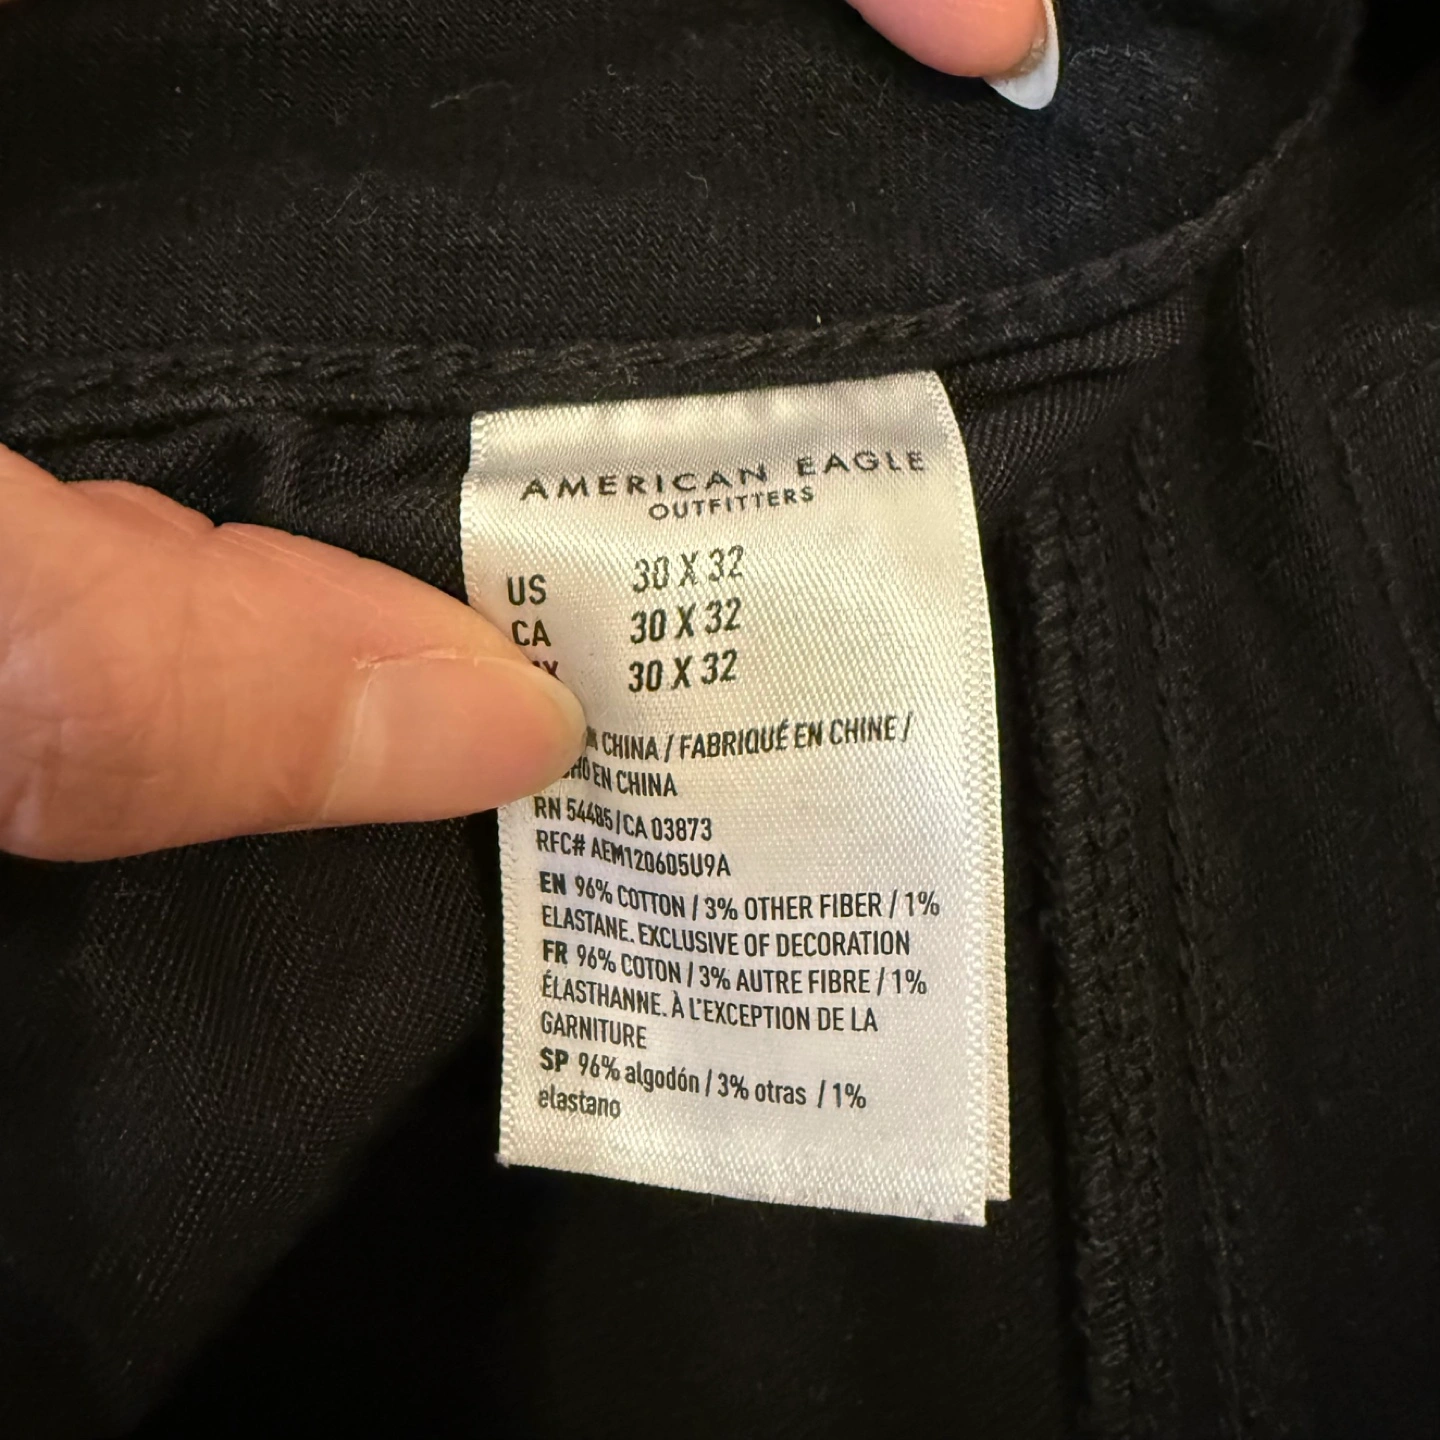 AMERICAN EAGLE
OUTFITTERS
US 30 X 32
CA 30 X 32
30 X 32
CHINA / FABRIQUÉ EN CHINE /
EN CHINA
RN 54485/CA 03873
RFC# AEM120605U9A
EN 96% COTTON / 3% OTHER FIBER / 1%
ELASTANE. EXCLUSIVE OF DECORATION
FR 96% COTON / 3% AUTRE FIBRE / 1%
ÉLASTHANNE. À L'EXCEPTION DE LA
GARNITURE
SP 96% algodón / 3% otras / 1%
elastano